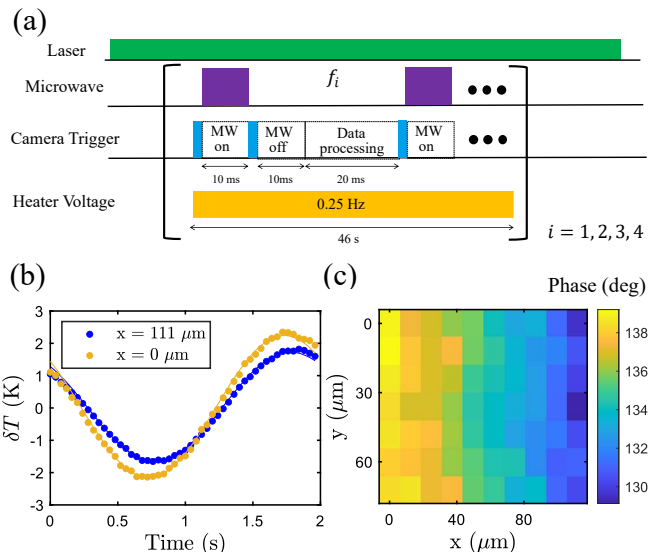 (a)
Laser
Microwave
f_i
●●●
Camera Trigger
MW on
MW off
Data processing
MW on
●●●
10 ms
10ms
20 ms
Heater Voltage
0.25 Hz
46 s
i = 1,2,3,4
(b)
3
2
1
0
-1
-2
-3
δT (K)
x = 111 μm
x = 0 μm
0
0.5
1
1.5
2
Time (s)
(c)
Phase (deg)
0
30
60
y (μm)
0
40
80
x (μm)
138
136
134
132
130